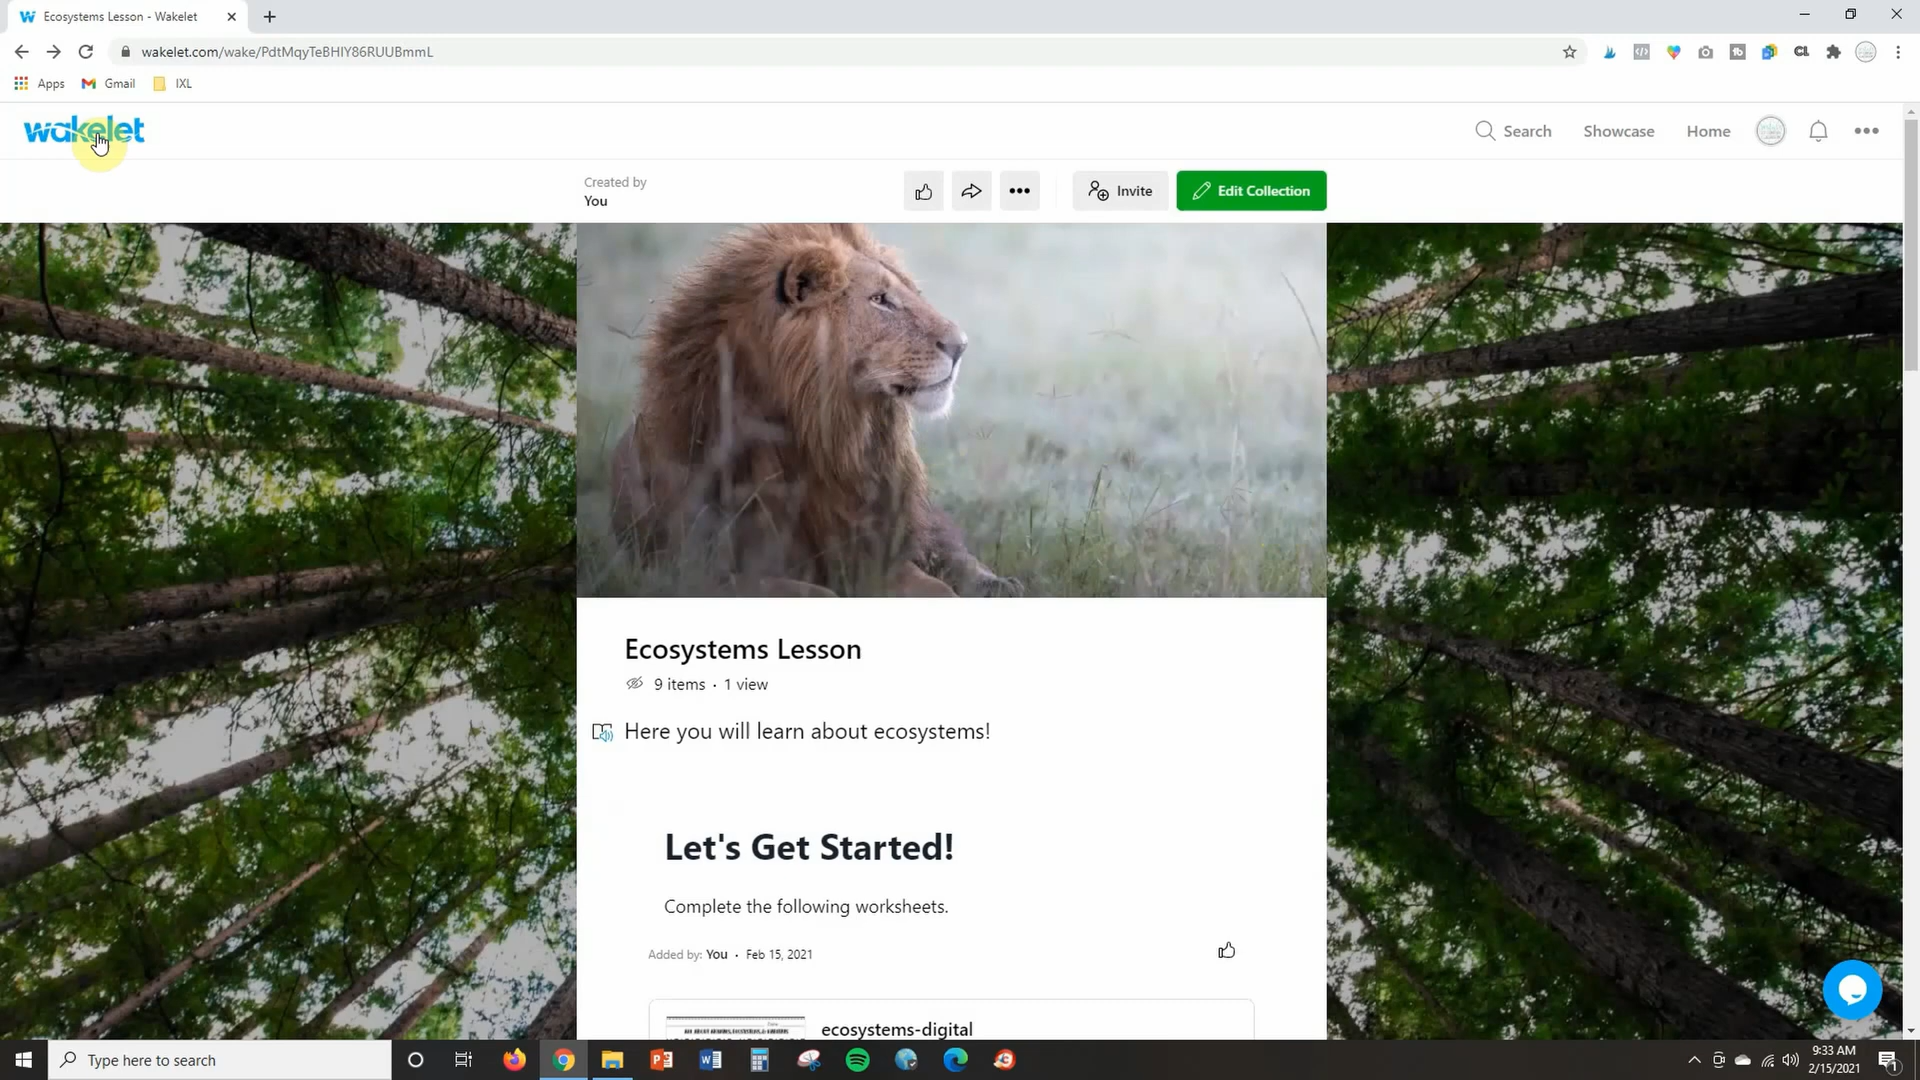 Ecosystems Lesson - Wakelet
wakelet.com/wake/PdtMqyTeBHIY86RUUBmmL
Apps
Gmail
IXL
wakelet
Search
Showcase
Home
Created by
You
Invite
Edit Collection
Ecosystems Lesson
9 items · 1 view
Here you will learn about ecosystems!
Let's Get Started!
Complete the following worksheets.
Added by: You · Feb 15, 2021
ecosystems-digital
Type here to search
9:33 AM
2/15/2021